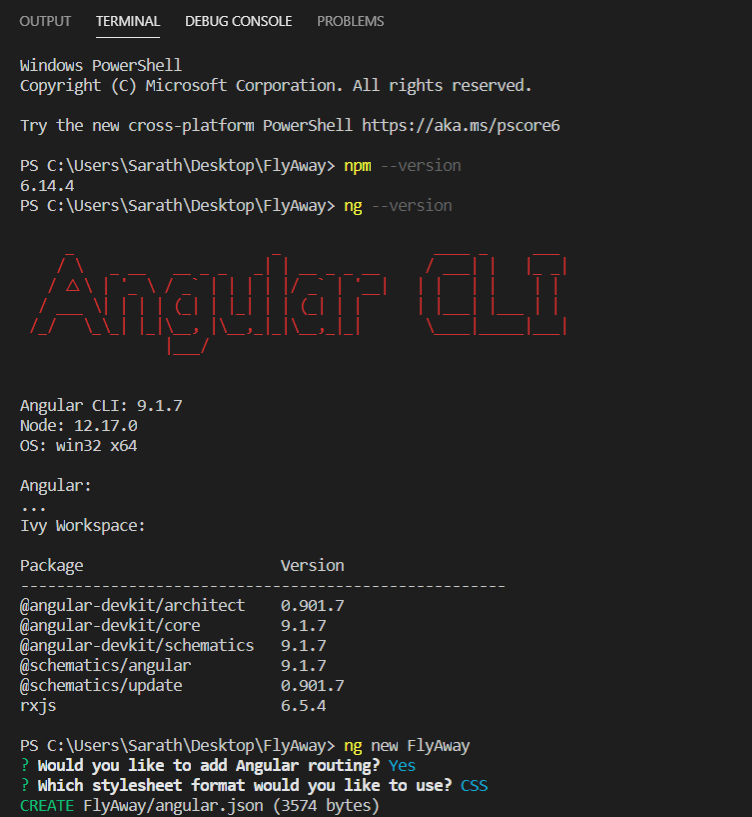 OUTPUT TERMINAL DEBUG CONSOLE PROBLEMS
Windows PowerShell
Copyright (C) Microsoft Corporation. All rights reserved.
Try the new cross-platform PowerShell https://aka.ms/pscore6
PS C:\Users\Sarath\Desktop\FlyAway> npm --version
6.14.4
PS C:\Users\Sarath\Desktop\FlyAway> ng --version
Angular CLI
Angular CLI: 9.1.7
Node: 12.17.0
OS: win32 x64
Angular:
...
Ivy Workspace:
Package Version
------------------------------------------------------
@angular-devkit/architect 0.901.7
@angular-devkit/core 9.1.7
@angular-devkit/schematics 9.1.7
@schematics/angular 9.1.7
@schematics/update 0.901.7
rxjs 6.5.4
PS C:\Users\Sarath\Desktop\FlyAway> ng new FlyAway
? Would you like to add Angular routing? Yes
? Which stylesheet format would you like to use? CSS
CREATE FlyAway/angular.json (3574 bytes)